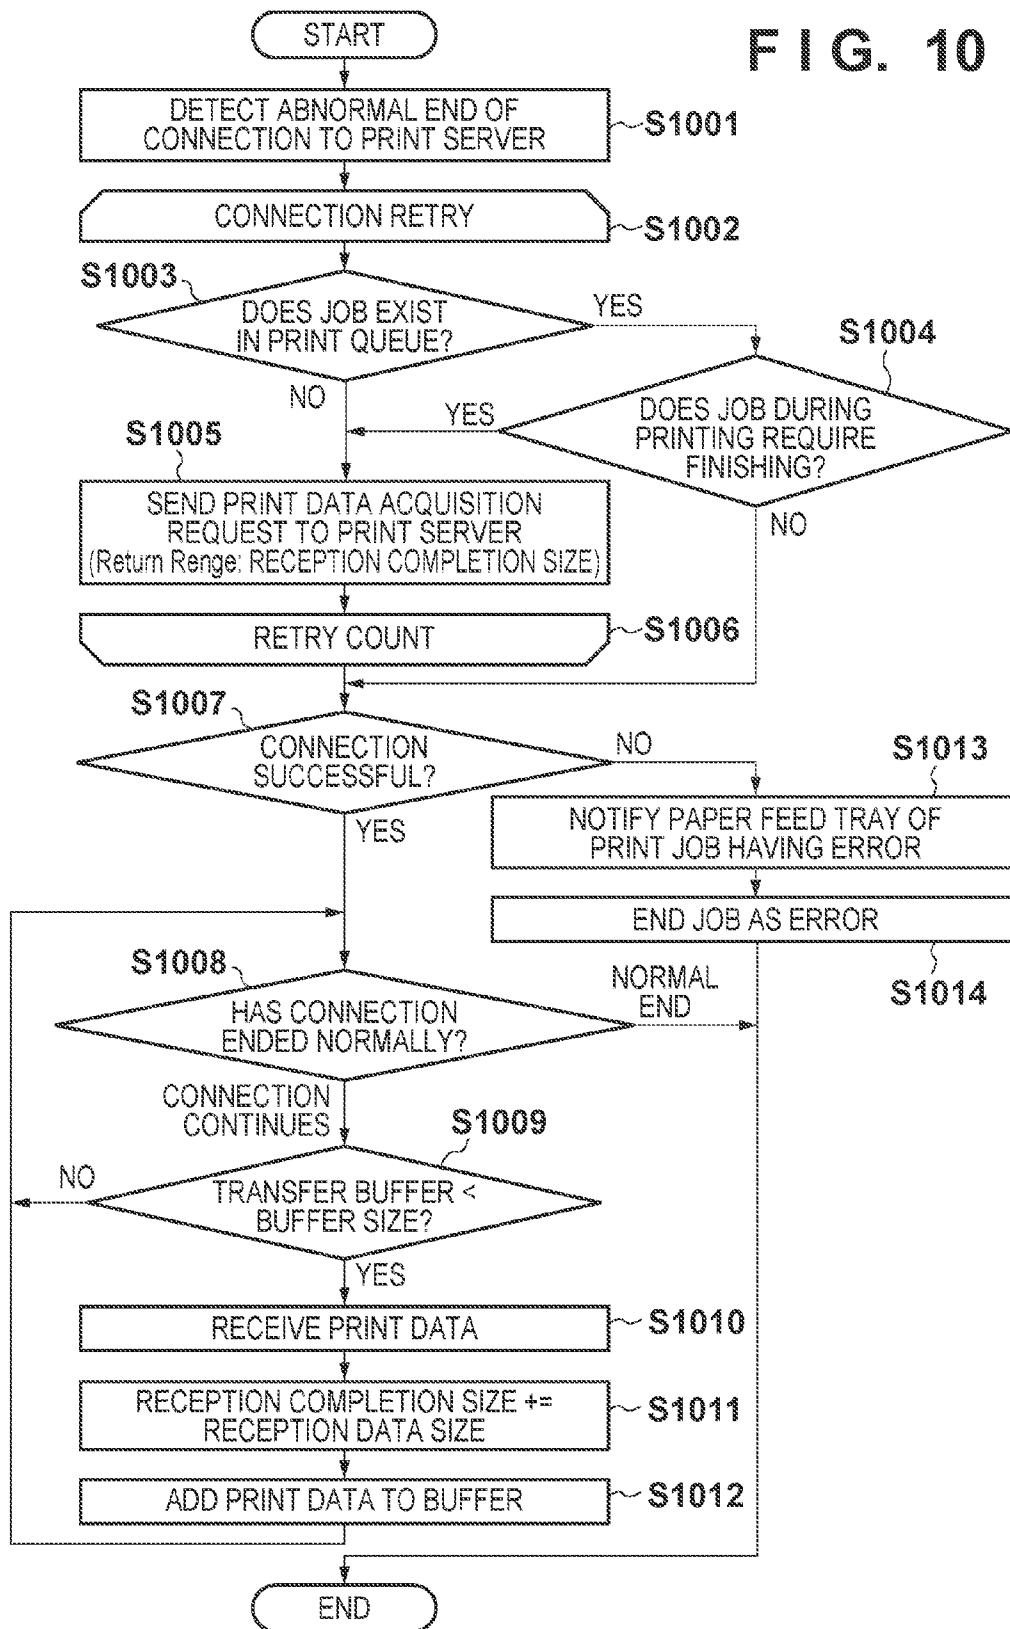 FIG. 10
START
DETECT ABNORMAL END OF
CONNECTION TO PRINT SERVER
S1001
CONNECTION RETRY
S1002
S1003
DOES JOB EXIST
IN PRINT QUEUE?
YES
NO
S1004
DOES JOB DURING
PRINTING REQUIRE
FINISHING?
YES
NO
S1005
SEND PRINT DATA ACQUISITION
REQUEST TO PRINT SERVER
(Return Renge: RECEPTION COMPLETION SIZE)
RETRY COUNT
S1006
S1007
CONNECTION
SUCCESSFUL?
NO
YES
S1013
NOTIFY PAPER FEED TRAY OF
PRINT JOB HAVING ERROR
END JOB AS ERROR
S1014
S1008
HAS CONNECTION
ENDED NORMALLY?
NORMAL
END
CONNECTION
CONTINUES
S1009
TRANSFER BUFFER <
BUFFER SIZE?
NO
YES
RECEIVE PRINT DATA
S1010
RECEPTION COMPLETION SIZE +=
RECEPTION DATA SIZE
S1011
ADD PRINT DATA TO BUFFER
S1012
END